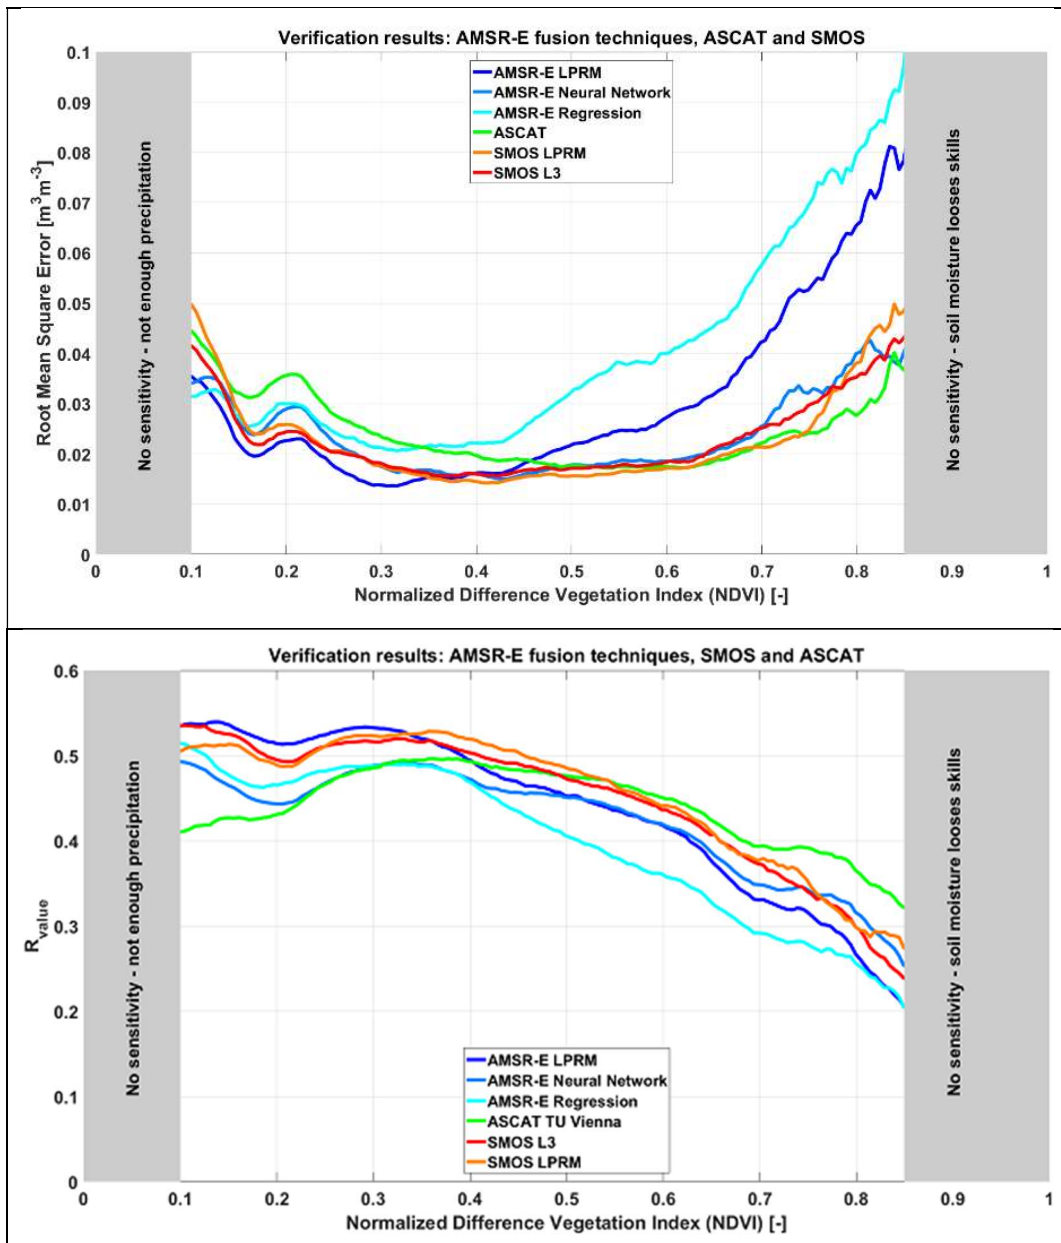 Verification results: AMSR-E fusion techniques, ASCAT and SMOS
0.1
0.09
0.08
0.07
0.06
0.05
0.04
0.03
0.02
0.01
0
Root Mean Square Error [m³m⁻³]
No sensitivity - not enough precipitation
AMSR-E LPRM
AMSR-E Neural Network
AMSR-E Regression
ASCAT
SMOS LPRM
SMOS L3
No sensitivity - soil moisture looses skills
0 0.1 0.2 0.3 0.4 0.5 0.6 0.7 0.8 0.9 1
Normalized Difference Vegetation Index (NDVI) [-]
Verification results: AMSR-E fusion techniques, SMOS and ASCAT
0.6
0.5
0.4
0.3
0.2
0.1
0
Rvalue
No sensitivity - not enough precipitation
AMSR-E LPRM
AMSR-E Neural Network
AMSR-E Regression
ASCAT TU Vienna
SMOS L3
SMOS LPRM
No sensitivity - soil moisture looses skills
0 0.1 0.2 0.3 0.4 0.5 0.6 0.7 0.8 0.9 1
Normalized Difference Vegetation Index (NDVI) [-]